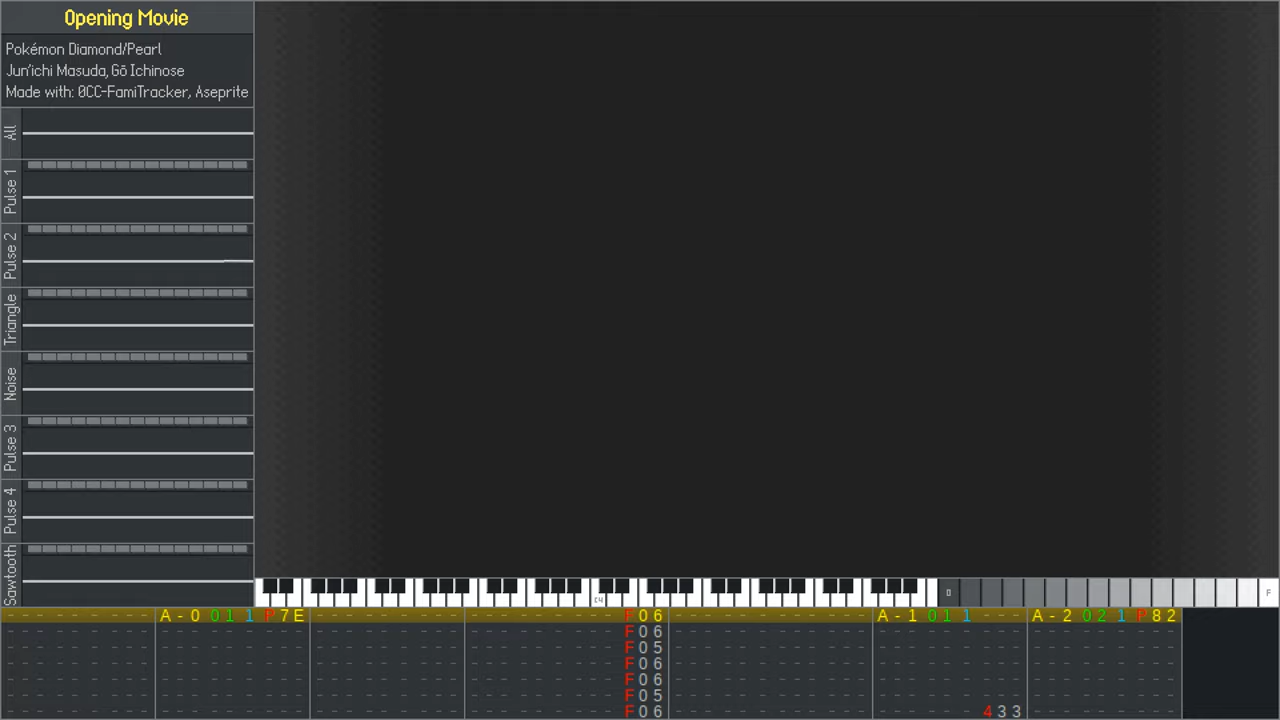 Opening Movie
Pokémon Diamond/Pearl
Jun'ichi Masuda, Gō Ichinose
Made with: 0CC-FamiTracker, Aseprite
All
Pulse 1
Pulse 2
Triangle
Noise
Pulse 3
Pulse 4
Sawtooth
C4
0
F
A-0 01 1 P7E
F06
A-1 01 1
A-2 02 1 P82
F06
F05
F06
F06
F05
F06
433